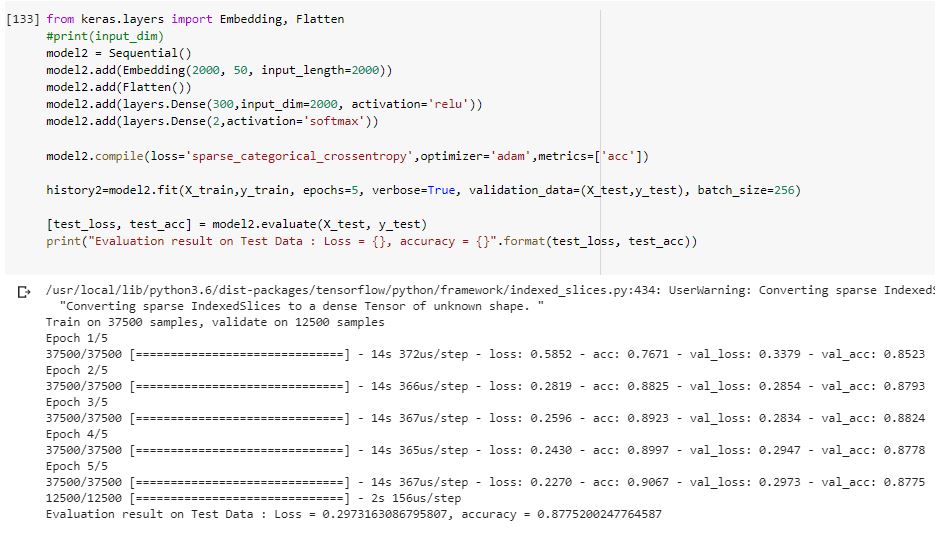 [133] from keras.layers import Embedding, Flatten
#print(input_dim)
model2 = Sequential()
model2.add(Embedding(2000, 50, input_length=2000))
model2.add(Flatten())
model2.add(layers.Dense(300,input_dim=2000, activation='relu'))
model2.add(layers.Dense(2,activation='softmax'))
model2.compile(loss='sparse_categorical_crossentropy',optimizer='adam',metrics=['acc'])
history2=model2.fit(X_train,y_train, epochs=5, verbose=True, validation_data=(X_test,y_test), batch_size=256)
[test_loss, test_acc] = model2.evaluate(X_test, y_test)
print("Evaluation result on Test Data : Loss = {}, accuracy = {}".format(test_loss, test_acc))
/usr/local/lib/python3.6/dist-packages/tensorflow/python/framework/indexed_slices.py:434: UserWarning: Converting sparse IndexedS
"Converting sparse IndexedSlices to a dense Tensor of unknown shape. "
Train on 37500 samples, validate on 12500 samples
Epoch 1/5
37500/37500 [==============================] - 14s 372us/step - loss: 0.5852 - acc: 0.7671 - val_loss: 0.3379 - val_acc: 0.8523
Epoch 2/5
37500/37500 [==============================] - 14s 366us/step - loss: 0.2819 - acc: 0.8825 - val_loss: 0.2854 - val_acc: 0.8793
Epoch 3/5
37500/37500 [==============================] - 14s 367us/step - loss: 0.2596 - acc: 0.8923 - val_loss: 0.2834 - val_acc: 0.8824
Epoch 4/5
37500/37500 [==============================] - 14s 365us/step - loss: 0.2430 - acc: 0.8997 - val_loss: 0.2947 - val_acc: 0.8778
Epoch 5/5
37500/37500 [==============================] - 14s 367us/step - loss: 0.2270 - acc: 0.9067 - val_loss: 0.2973 - val_acc: 0.8775
12500/12500 [==============================] - 2s 156us/step
Evaluation result on Test Data : Loss = 0.2973163086795807, accuracy = 0.8775200247764587